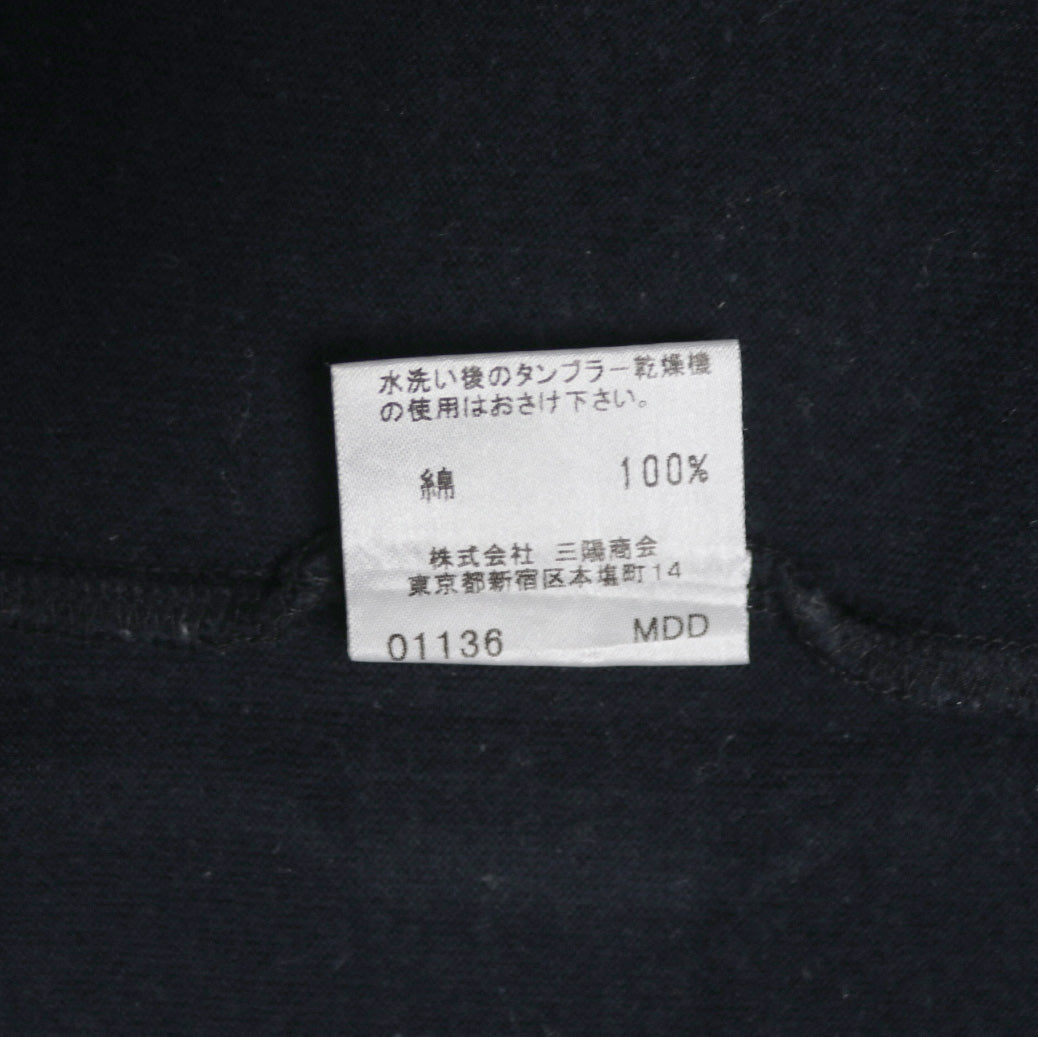 水洗い後のタンブラー乾燥機
の使用はおさけ下さい。
綿 100%
株式会社 三陽商会
東京都新宿区本塩町14
01136 MDD